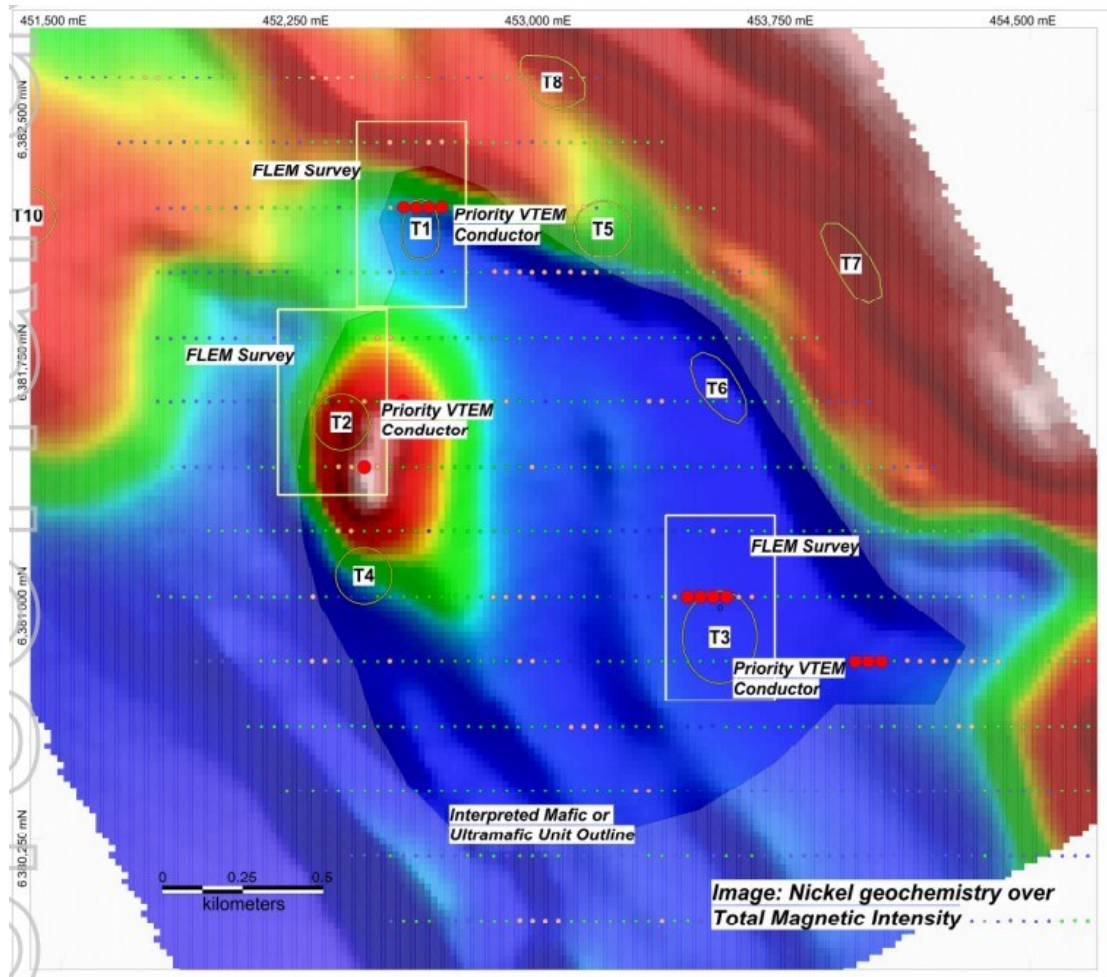 451,500 mE
452,250 mE
453,000 mE
453,750 mE
454,500 mE
6,382,500 mN
6,381,750 mN
6,381,000 mN
6,380,250 mN
T8
FLEM Survey
T10
T1
Priority VTEM
Conductor
T5
T7
FLEM Survey
T6
T2
Priority VTEM
Conductor
FLEM Survey
T4
T3
Priority VTEM
Conductor
Interpreted Mafic or
Ultramafic Unit Outline
0 0.25 0.5
kilometers
Image: Nickel geochemistry over
Total Magnetic Intensity